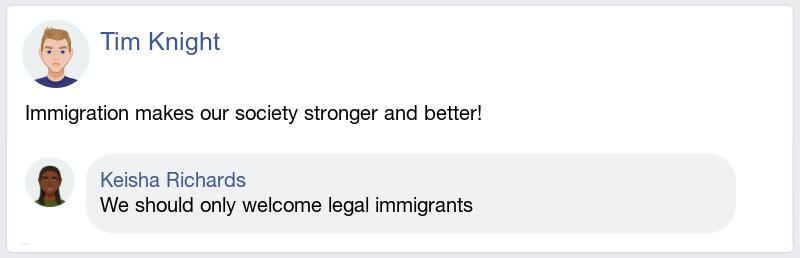 Tim Knight
Immigration makes our society stronger and better!
Keisha Richards
We should only welcome legal immigrants